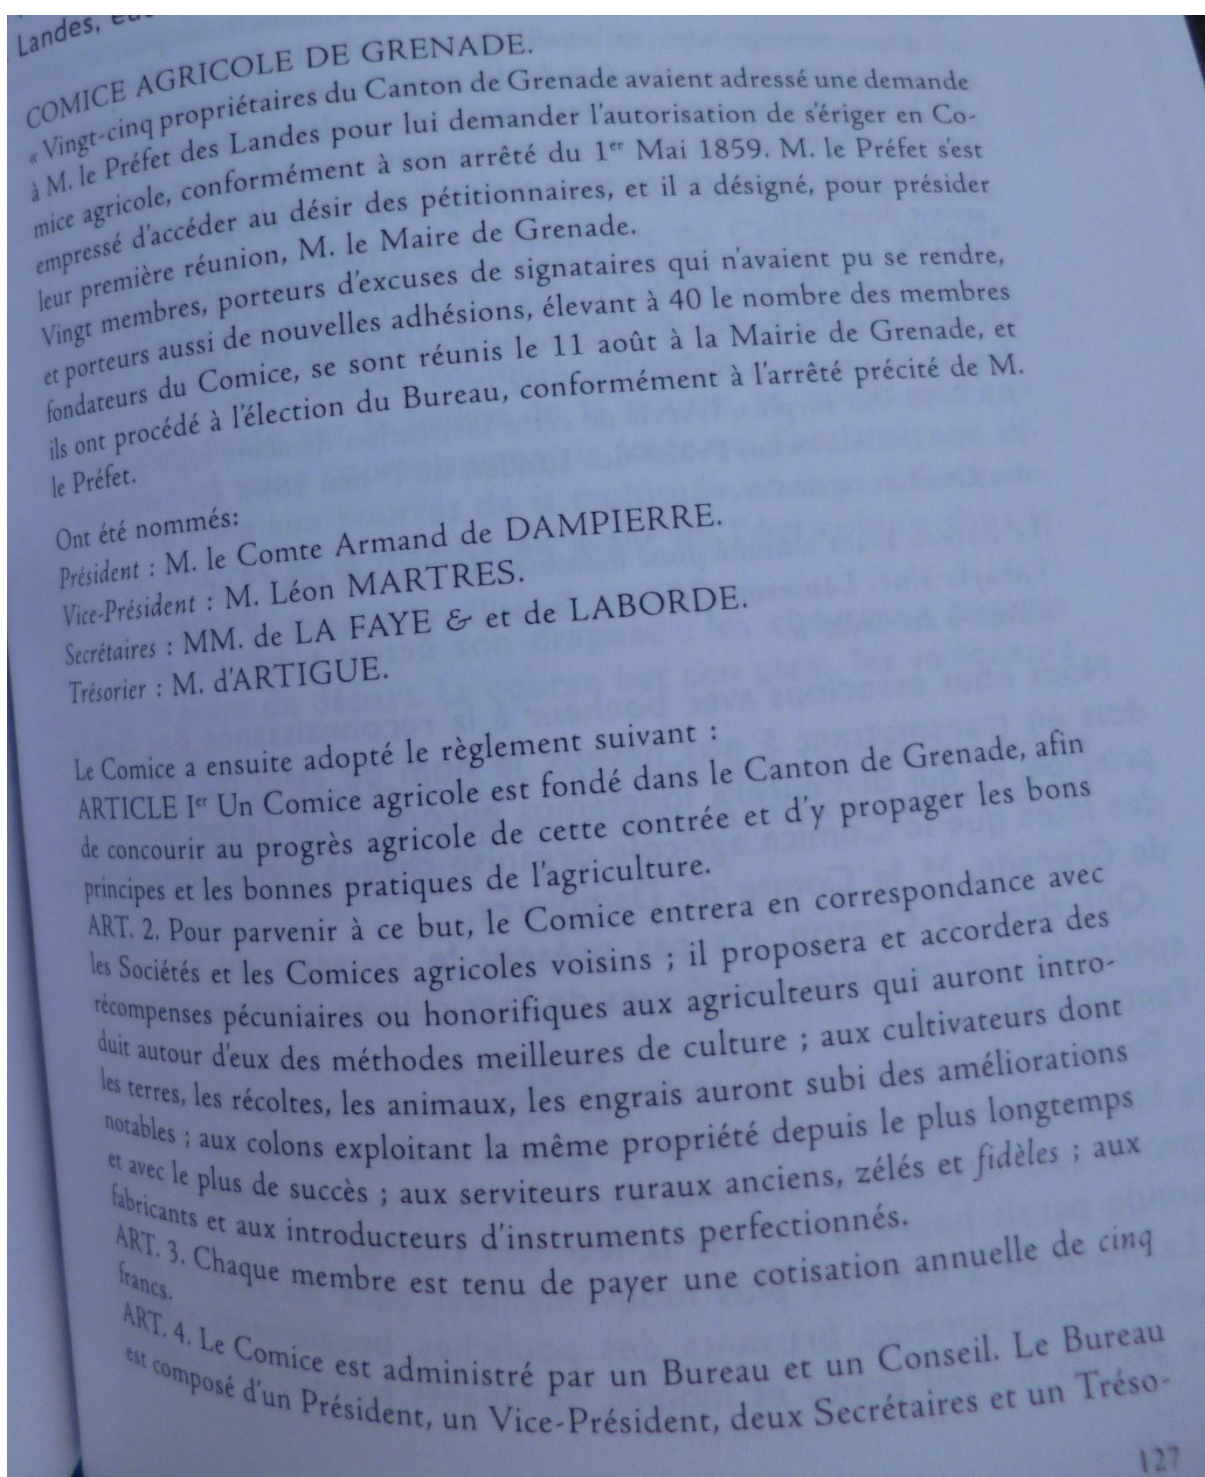 Landes,
COMICE AGRICOLE DE GRENADE.
« Vingt-cinq propriétaires du Canton de Grenade avaient adressé une demande
à M. le Préfet des Landes pour lui demander l'autorisation de s'ériger en Co-
mice agricole, conformément à son arrêté du 1er Mai 1859. M. le Préfet s'est
empressé d'accéder au désir des pétitionnaires, et il a désigné, pour présider
leur première réunion, M. le Maire de Grenade.
Vingt membres, porteurs d'excuses de signataires qui n'avaient pu se rendre,
et porteurs aussi de nouvelles adhésions, élevant à 40 le nombre des membres
fondateurs du Comice, se sont réunis le 11 août à la Mairie de Grenade, et
ils ont procédé à l'élection du Bureau, conformément à l'arrêté précité de M.
le Préfet.
Ont été nommés:
Président : M. le Comte Armand de DAMPIERRE.
Vice-Président : M. Léon MARTRES.
Secrétaires : MM. de LA FAYE & et de LABORDE.
Trésorier : M. d'ARTIGUE.
Le Comice a ensuite adopté le règlement suivant :
ARTICLE Ier Un Comice agricole est fondé dans le Canton de Grenade, afin
de concourir au progrès agricole de cette contrée et d'y propager les bons
principes et les bonnes pratiques de l'agriculture.
ART. 2. Pour parvenir à ce but, le Comice entrera en correspondance avec
les Sociétés et les Comices agricoles voisins ; il proposera et accordera des
récompenses pécuniaires ou honorifiques aux agriculteurs qui auront intro-
duit autour d'eux des méthodes meilleures de culture ; aux cultivateurs dont
les terres, les récoltes, les animaux, les engrais auront subi des améliorations
notables ; aux colons exploitant la même propriété depuis le plus longtemps
et avec le plus de succès ; aux serviteurs ruraux anciens, zélés et fidèles ; aux
fabricants et aux introducteurs d'instruments perfectionnés.
ART. 3. Chaque membre est tenu de payer une cotisation annuelle de cinq
francs.
ART. 4. Le Comice est administré par un Bureau et un Conseil. Le Bureau
est composé d'un Président, un Vice-Président, deux Secrétaires et un Tréso-
127